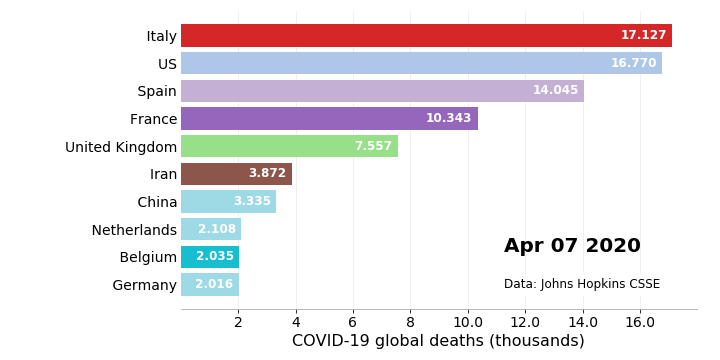 Italy 17.127
US 16.770
Spain 14.045
France 10.343
United Kingdom 7.557
Iran 3.872
China 3.335
Netherlands 2.108
Belgium 2.035
Germany 2.016
Apr 07 2020
Data: Johns Hopkins CSSE
2 4 6 8 10.0 12.0 14.0 16.0
COVID-19 global deaths (thousands)